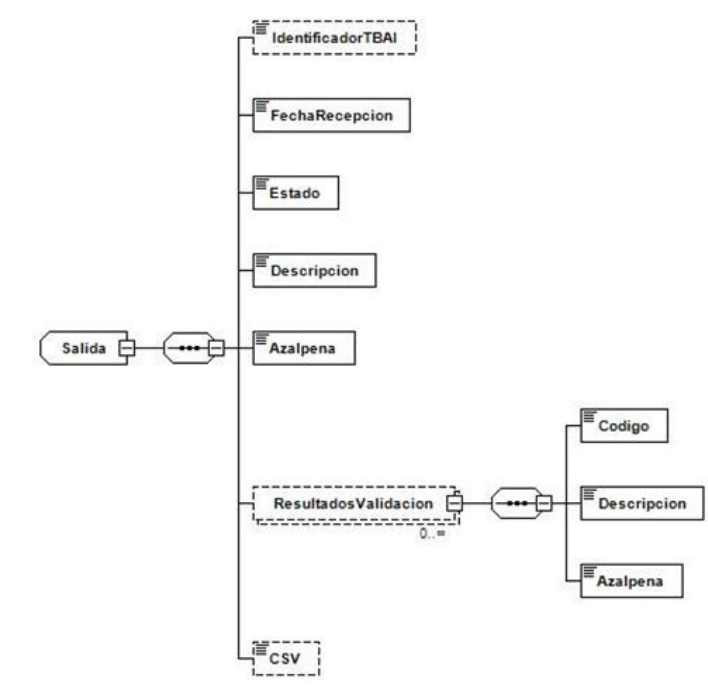 IdentificadorTBAI
FechaRecepcion
Estado
Descripcion
Salida
Azalpena
ResultadosValidacion
0..∞
Codigo
Descripcion
Azalpena
CSV